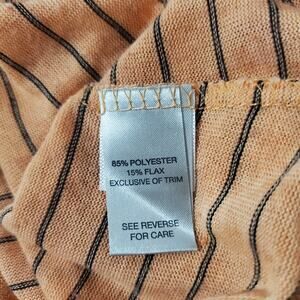 85% POLYESTER
15% FLAX
EXCLUSIVE OF TRIM
SEE REVERSE
FOR CARE